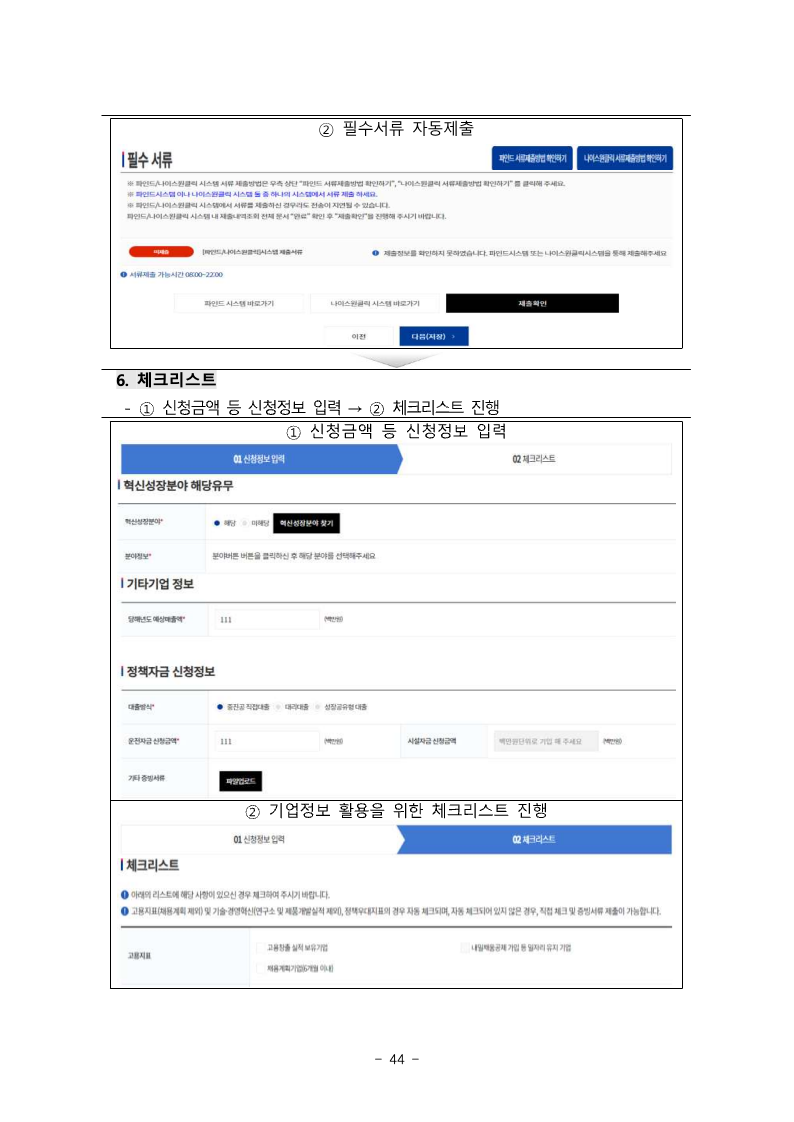 ② 필수서류 자동제출
필수 서류
파인드 서류제출방법 확인하기 나이스원클릭 서류제출방법 확인하기
※ 파인드/나이스원클릭 시스템 서류 제출방법은 우측 상단 "파인드 서류제출방법 확인하기", "나이스원클릭 서류제출방법 확인하기" 를 클릭해 주세요.
※ 파인드시스템 이나 나이스원클릭 시스템 둘 중 하나의 시스템에서 서류 제출 하세요.
※ 파인드/나이스원클릭 시스템에서 서류를 제출하신 경우라도 전송이 지연될 수 있습니다.
파인드/나이스원클릭 시스템 내 제출내역조회 전체 문서 "완료" 확인 후 "제출확인"을 진행해 주시기 바랍니다.
미제출 [파인드/나이스원클릭]시스템 제출서류 제출정보를 확인하지 못하였습니다. 파인드시스템 또는 나이스원클릭시스템을 통해 제출해주세요
서류제출 가능시간 08:00~22:00
파인드 시스템 바로가기 나이스원클릭 시스템 바로가기 제출확인
이전 다음(저장) >
6. 체크리스트
- ① 신청금액 등 신청정보 입력 → ② 체크리스트 진행
① 신청금액 등 신청정보 입력
01 신청정보 입력 02 체크리스트
혁신성장분야 해당유무
혁신성장분야* 해당 미해당 혁신성장분야 찾기
분야정보* 분야버튼 버튼을 클릭하신 후 해당 분야를 선택해주세요
기타기업 정보
당해년도 예상매출액* 111 (백만원)
정책자금 신청정보
대출방식* 중진공 직접대출 대리대출 성장공유형 대출
운전자금 신청금액* 111 (백만원) 시설자금 신청금액 백만원단위로 기입 해 주세요 (백만원)
기타 증빙서류 파일업로드
② 기업정보 활용을 위한 체크리스트 진행
01 신청정보 입력 02 체크리스트
체크리스트
아래의 리스트에 해당 사항이 있으신 경우 체크하여 주시기 바랍니다.
고용지표(채용계획 제외) 및 기술·경영혁신(연구소 및 제품개발실적 제외), 정책우대지표의 경우 자동 체크되며, 자동 체크되어 있지 않은 경우, 직접 체크 및 증빙서류 제출이 가능합니다.
고용지표 고용창출 실적 보유기업 내일채움공제 가입 등 일자리 유지 기업
채용계획기업(6개월 이내)
- 44 -